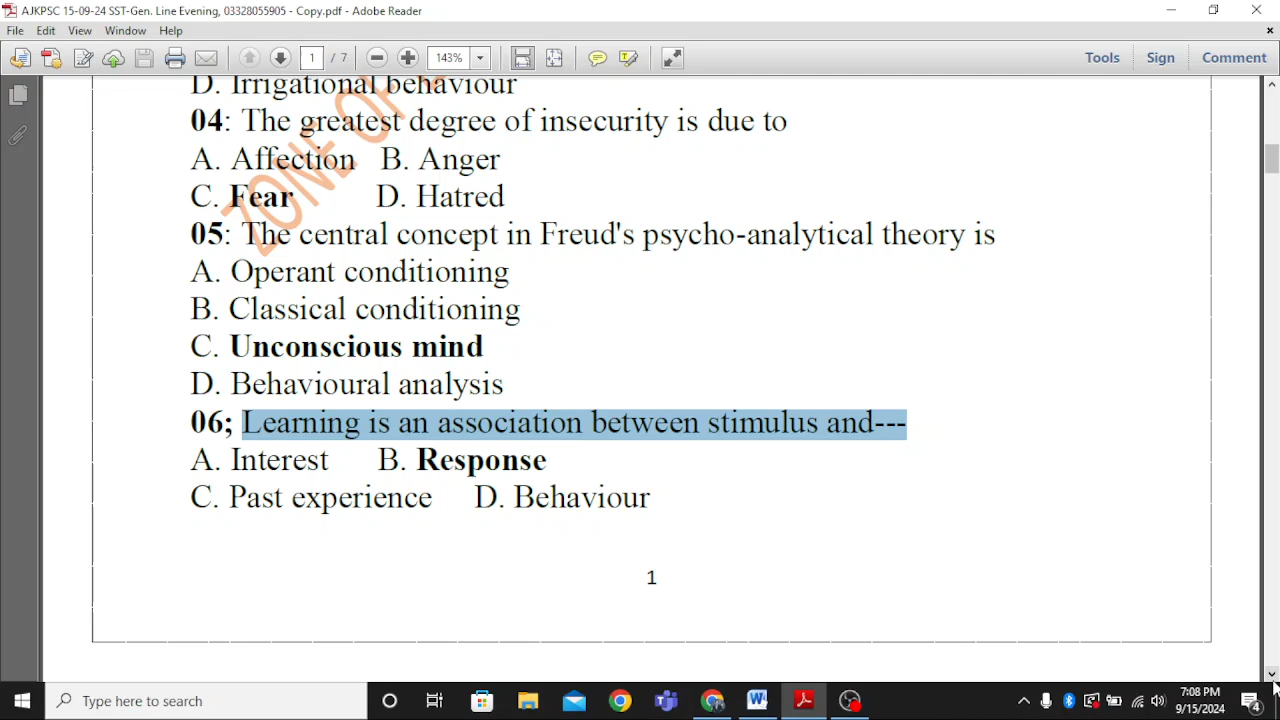 AJKPSC 15-09-24 SST-Gen. Line Evening, 03328055905 - Copy.pdf - Adobe Reader
File Edit View Window Help
1 / 7 143% Tools Sign Comment
D. Irrigational behaviour
04: The greatest degree of insecurity is due to
A. Affection B. Anger
C. Fear D. Hatred
05: The central concept in Freud's psycho-analytical theory is
A. Operant conditioning
B. Classical conditioning
C. Unconscious mind
D. Behavioural analysis
06; Learning is an association between stimulus and---
A. Interest B. Response
C. Past experience D. Behaviour
ZONE OF
1
Type here to search
7:08 PM
9/15/2024
4